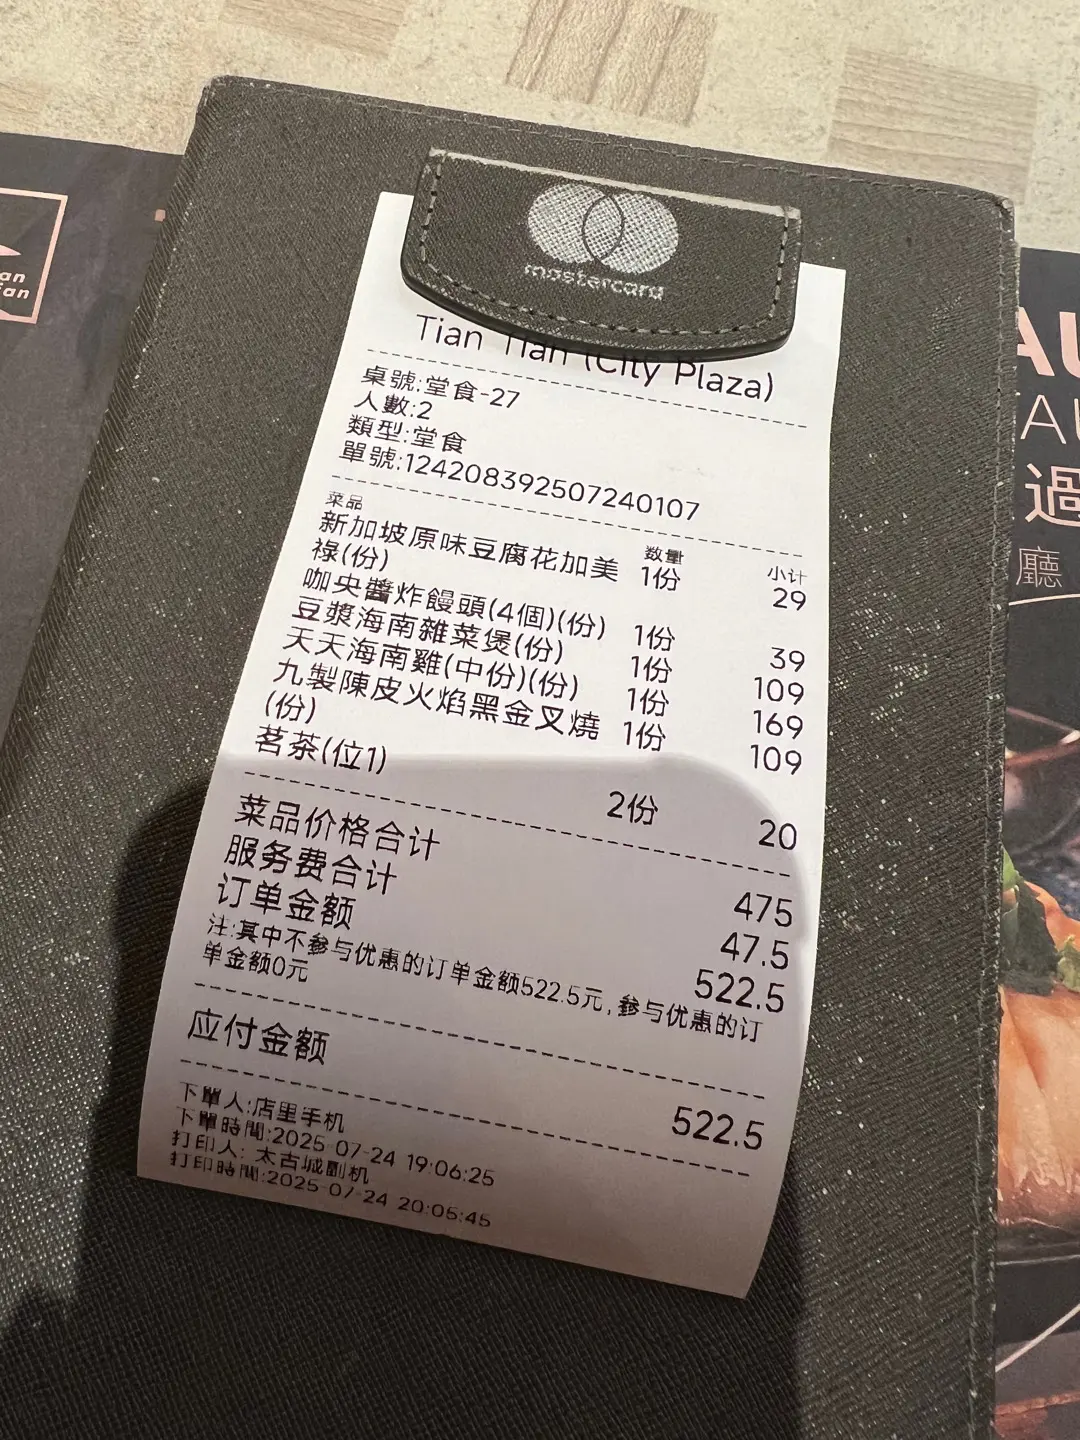 mastercard
Tian Tian (City Plaza)
桌號:堂食-27
人數:2
類型:堂食
單號:124208392507240107
菜品 数量 小计
新加坡原味豆腐花加美 1份 29
祿(份)
咖央醬炸饅頭(4個)(份) 1份 39
豆漿海南雜菜煲(份) 1份 109
天天海南雞(中份)(份) 1份 169
九製陳皮火焰黑金叉燒 1份 109
(份)
茗茶(位1) 2份 20
菜品价格合计 475
服务费合计 47.5
订单金额 522.5
注:其中不参与优惠的订单金额522.5元,参与优惠的订
单金额0元
应付金额 522.5
下單人:店里手机
下單時間:2025-07-24 19:06:25
打印人: 太古城副机
打印時間:2025-07-24 20:05:45
過
廳